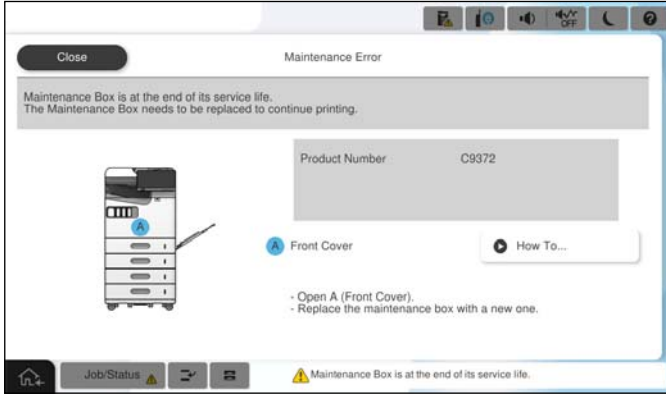 OFF
Close
Maintenance Error
Maintenance Box is at the end of its service life.
The Maintenance Box needs to be replaced to continue printing.
Product Number C9372
A
A Front Cover
How To...
- Open A (Front Cover).
- Replace the maintenance box with a new one.
Job/Status
Maintenance Box is at the end of its service life.